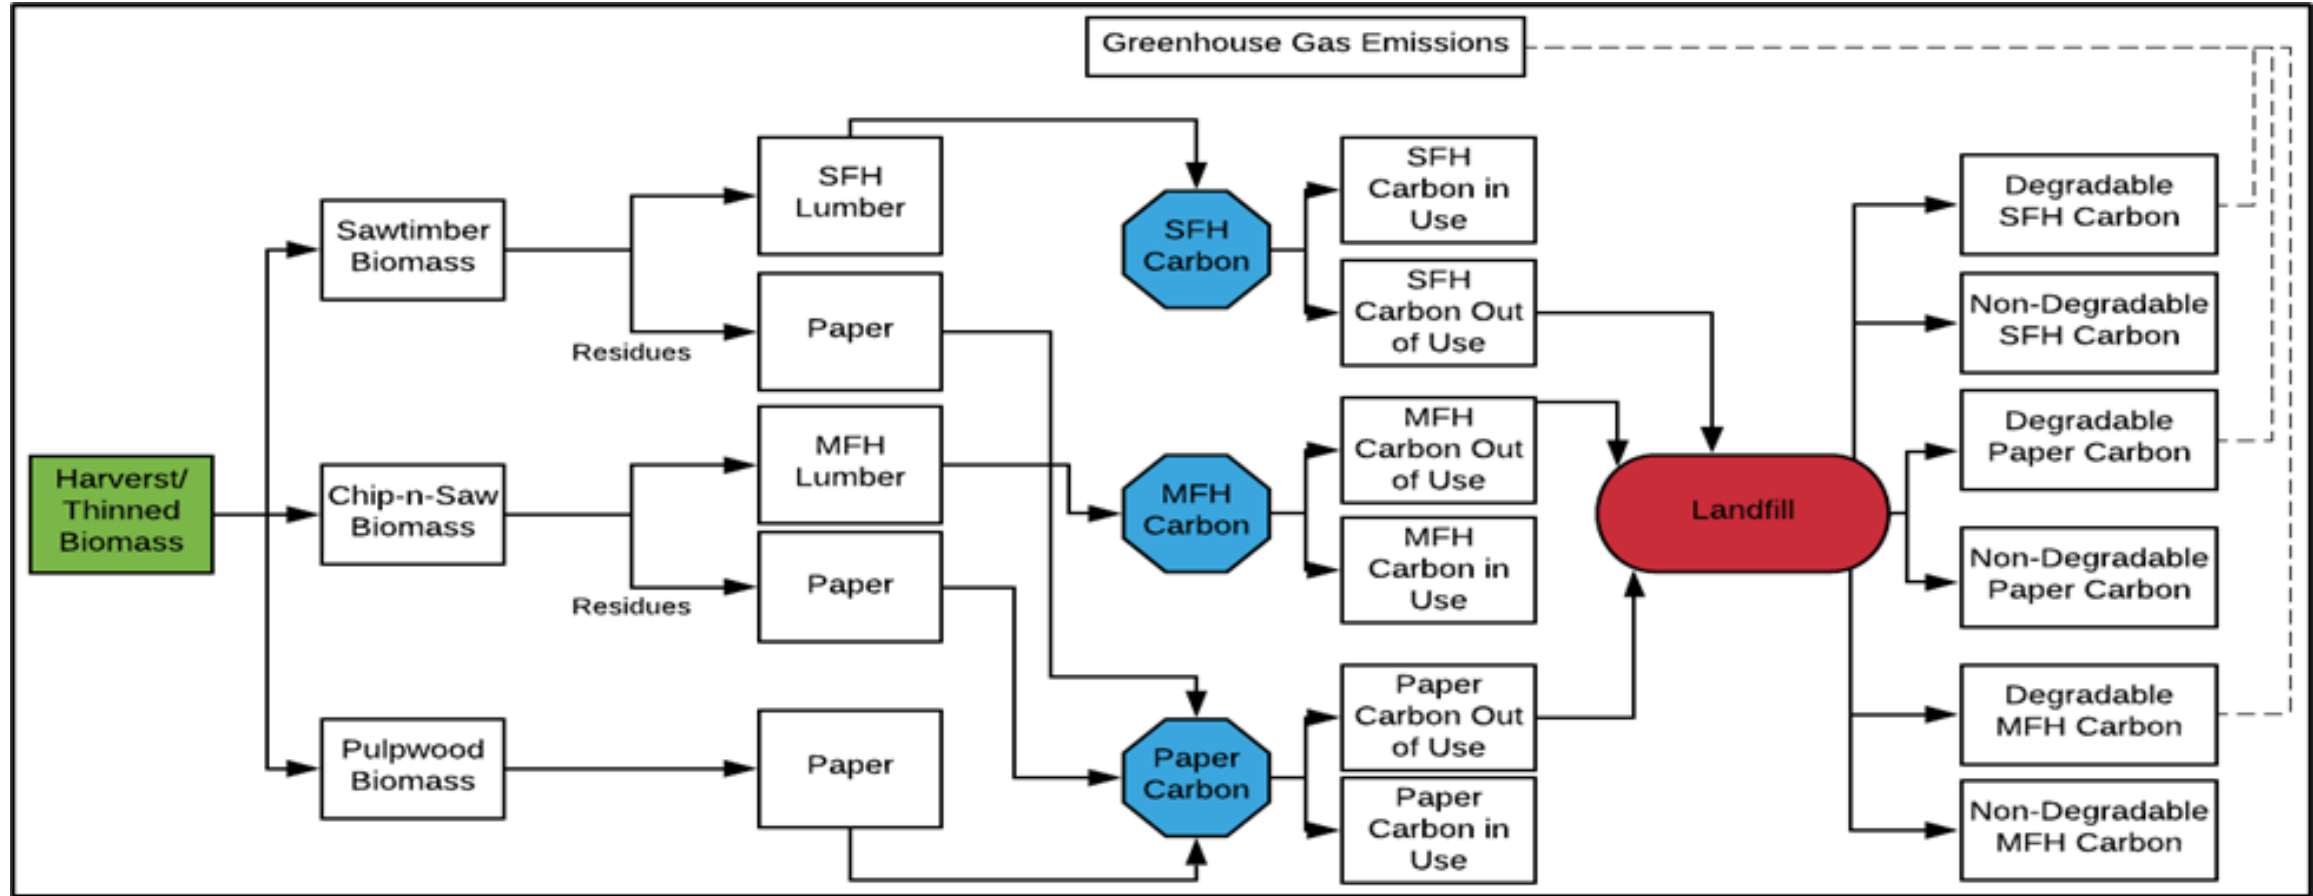 Greenhouse Gas Emissions
Harverst/
Thinned
Biomass
Sawtimber
Biomass
Chip-n-Saw
Biomass
Pulpwood
Biomass
Residues
Residues
SFH
Lumber
Paper
MFH
Lumber
Paper
Paper
SFH
Carbon
MFH
Carbon
Paper
Carbon
SFH
Carbon in
Use
SFH
Carbon Out
of Use
MFH
Carbon Out
of Use
MFH
Carbon in
Use
Paper
Carbon Out
of Use
Paper
Carbon in
Use
Landfill
Degradable
SFH Carbon
Non-Degradable
SFH Carbon
Degradable
Paper Carbon
Non-Degradable
Paper Carbon
Degradable
MFH Carbon
Non-Degradable
MFH Carbon